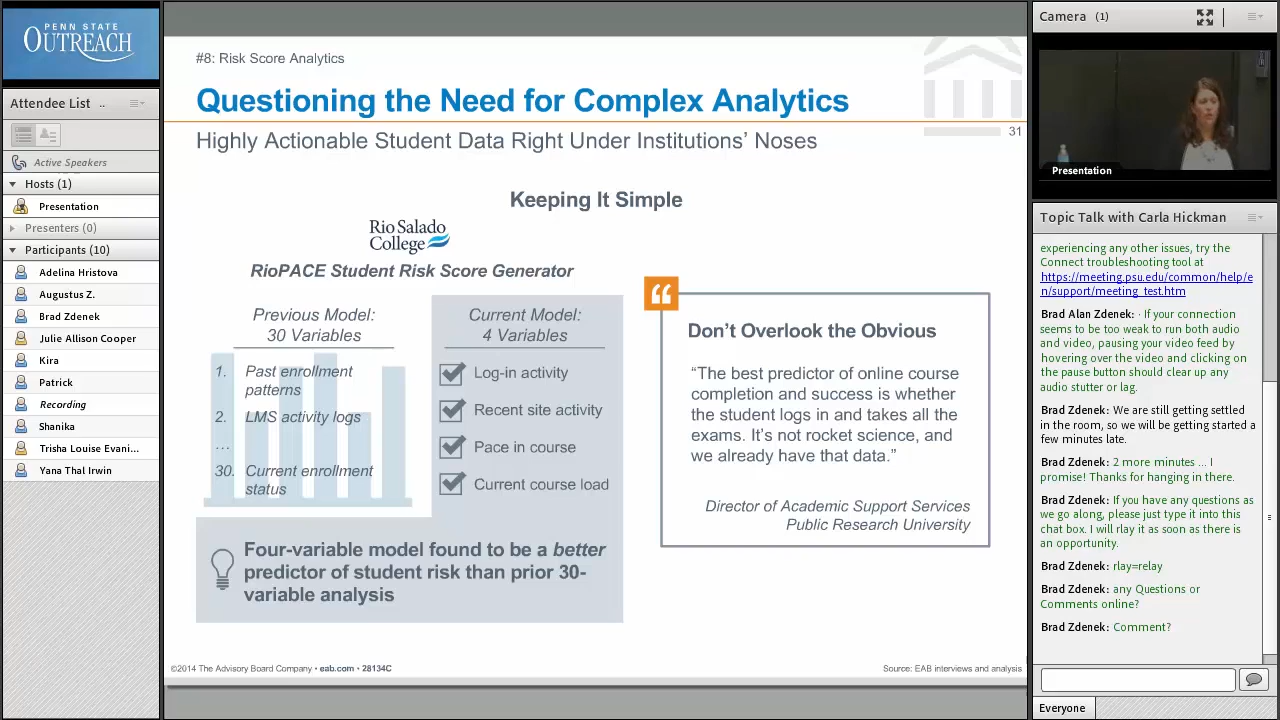 PENN STATE
OUTREACH
Attendee List ..
Active Speakers
Hosts (1)
Presentation
Presenters (0)
Participants (10)
Adelina Hristova
Augustus Z.
Brad Zdenek
Julie Allison Cooper
Kira
Patrick
Recording
Shanika
Trisha Louise Evani...
Yana Thal Irwin
#8: Risk Score Analytics
Questioning the Need for Complex Analytics
31
Highly Actionable Student Data Right Under Institutions’ Noses
Keeping It Simple
Rio Salado
College
RioPACE Student Risk Score Generator
Previous Model:
30 Variables
1. Past enrollment
patterns
2. LMS activity logs
...
30. Current enrollment
status
Current Model:
4 Variables
Log-in activity
Recent site activity
Pace in course
Current course load
Four-variable model found to be a better
predictor of student risk than prior 30-
variable analysis
“
Don’t Overlook the Obvious
“The best predictor of online course
completion and success is whether
the student logs in and takes all the
exams. It’s not rocket science, and
we already have that data.”
Director of Academic Support Services
Public Research University
©2014 The Advisory Board Company • eab.com • 28134C
Source: EAB interviews and analysis
Camera (1)
Presentation
Topic Talk with Carla Hickman
experiencing any other issues, try the
Connect troubleshooting tool at
https://meeting.psu.edu/common/help/e
n/support/meeting_test.htm
Brad Alan Zdenek: · If your connection
seems to be too weak to run both audio
and video, pausing your video feed by
hovering over the video and clicking on
the pause button should clear up any
audio stutter or lag.
Brad Zdenek: We are still getting settled
in the room, so we will be getting started a
few minutes late.
Brad Zdenek: 2 more minutes ... I
promise! Thanks for hanging in there.
Brad Zdenek: If you have any questions as
we go along, please just type it into this
chat box. I will rlay it as soon as there is
an opportunity.
Brad Zdenek: rlay=relay
Brad Zdenek: any Questions or
Comments online?
Brad Zdenek: Comment?
Everyone